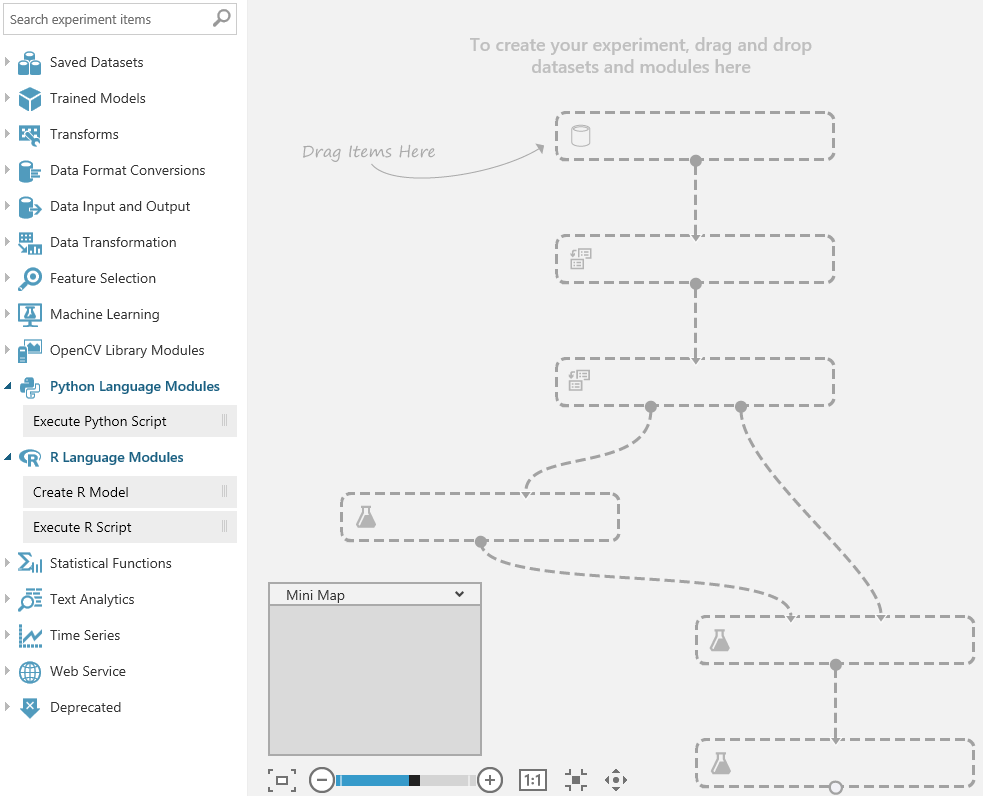 Search experiment items
Saved Datasets
Trained Models
Transforms
Data Format Conversions
Data Input and Output
Data Transformation
Feature Selection
Machine Learning
OpenCV Library Modules
Python Language Modules
Execute Python Script
R Language Modules
Create R Model
Execute R Script
Statistical Functions
Text Analytics
Time Series
Web Service
Deprecated
To create your experiment, drag and drop
datasets and modules here
Drag Items Here
Mini Map
1:1